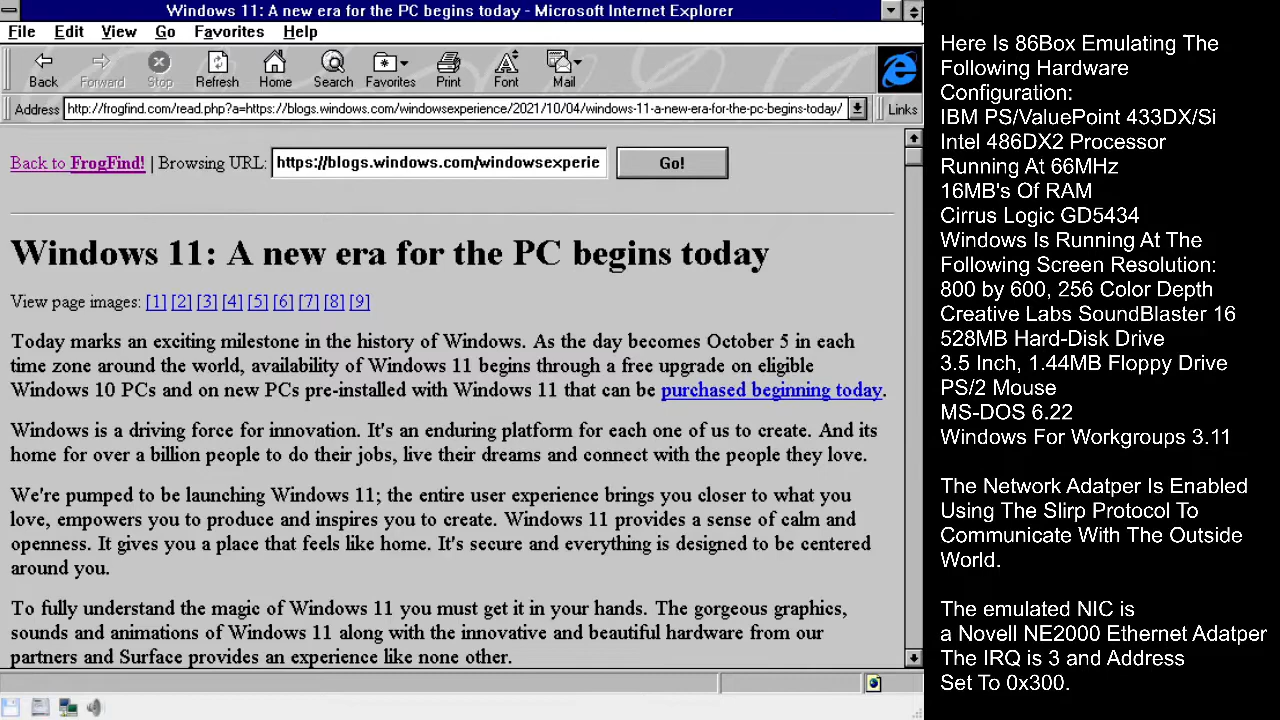 Windows 11: A new era for the PC begins today - Microsoft Internet Explorer
File Edit View Go Favorites Help
Back Forward Stop Refresh Home Search Favorites Print Font Mail
Address http://frogfind.com/read.php?a=https://blogs.windows.com/windowsexperience/2021/10/04/windows-11-a-new-era-for-the-pc-begins-today/ Links
Back to FrogFind! | Browsing URL: https://blogs.windows.com/windowsexperie Go!
Windows 11: A new era for the PC begins today
View page images: [1] [2] [3] [4] [5] [6] [7] [8] [9]
Today marks an exciting milestone in the history of Windows. As the day becomes October 5 in each
time zone around the world, availability of Windows 11 begins through a free upgrade on eligible
Windows 10 PCs and on new PCs pre-installed with Windows 11 that can be purchased beginning today.
Windows is a driving force for innovation. It's an enduring platform for each one of us to create. And its
home for over a billion people to do their jobs, live their dreams and connect with the people they love.
We're pumped to be launching Windows 11; the entire user experience brings you closer to what you
love, empowers you to produce and inspires you to create. Windows 11 provides a sense of calm and
openness. It gives you a place that feels like home. It's secure and everything is designed to be centered
around you.
To fully understand the magic of Windows 11 you must get it in your hands. The gorgeous graphics,
sounds and animations of Windows 11 along with the innovative and beautiful hardware from our
partners and Surface provides an experience like none other.
Here Is 86Box Emulating The
Following Hardware
Configuration:
IBM PS/ValuePoint 433DX/Si
Intel 486DX2 Processor
Running At 66MHz
16MB's Of RAM
Cirrus Logic GD5434
Windows Is Running At The
Following Screen Resolution:
800 by 600, 256 Color Depth
Creative Labs SoundBlaster 16
528MB Hard-Disk Drive
3.5 Inch, 1.44MB Floppy Drive
PS/2 Mouse
MS-DOS 6.22
Windows For Workgroups 3.11
The Network Adatper Is Enabled
Using The Slirp Protocol To
Communicate With The Outside
World.
The emulated NIC is
a Novell NE2000 Ethernet Adatper
The IRQ is 3 and Address
Set To 0x300.